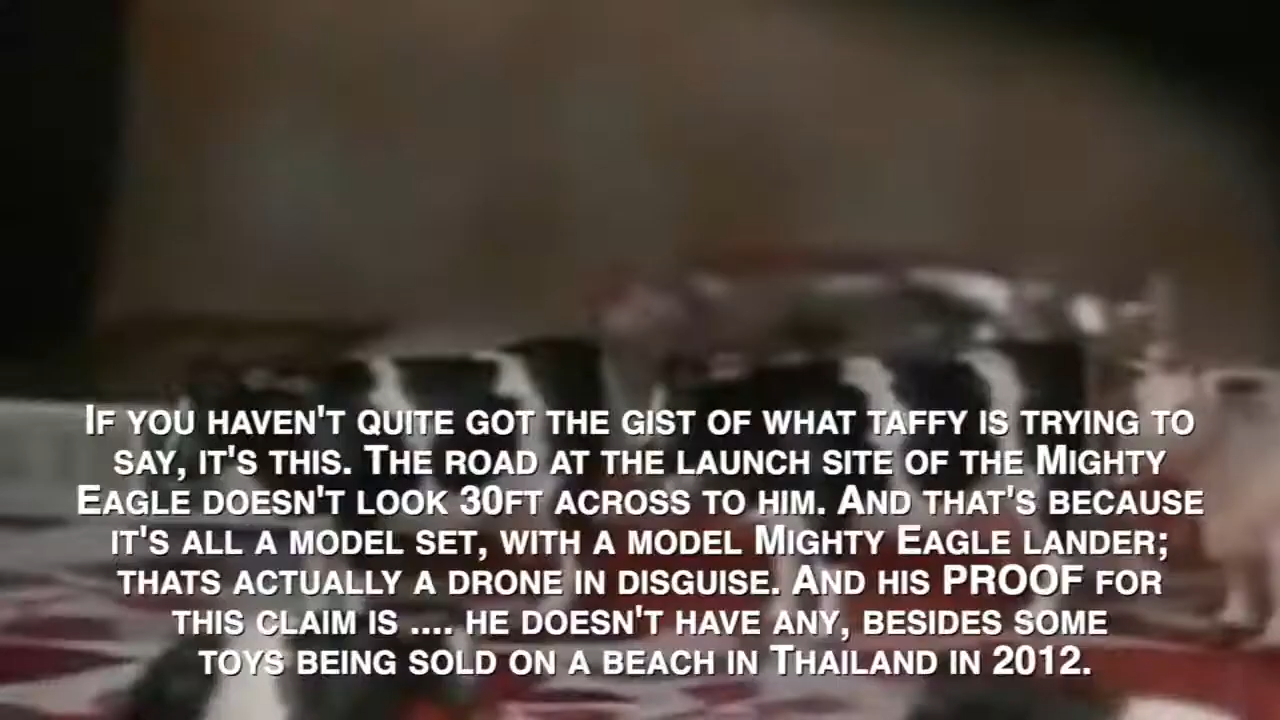 IF YOU HAVEN'T QUITE GOT THE GIST OF WHAT TAFFY IS TRYING TO
SAY, IT'S THIS. THE ROAD AT THE LAUNCH SITE OF THE MIGHTY
EAGLE DOESN'T LOOK 30FT ACROSS TO HIM. AND THAT'S BECAUSE
IT'S ALL A MODEL SET, WITH A MODEL MIGHTY EAGLE LANDER;
THATS ACTUALLY A DRONE IN DISGUISE. AND HIS PROOF FOR
THIS CLAIM IS .... HE DOESN'T HAVE ANY, BESIDES SOME
TOYS BEING SOLD ON A BEACH IN THAILAND IN 2012.